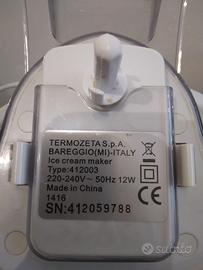 TERMOZETA S.p.A.
BAREGGIO(MI)-ITALY
Ice cream maker
Type:412003
220-240V~ 50Hz 12W
Made in China
1416
SN:412059788
subito